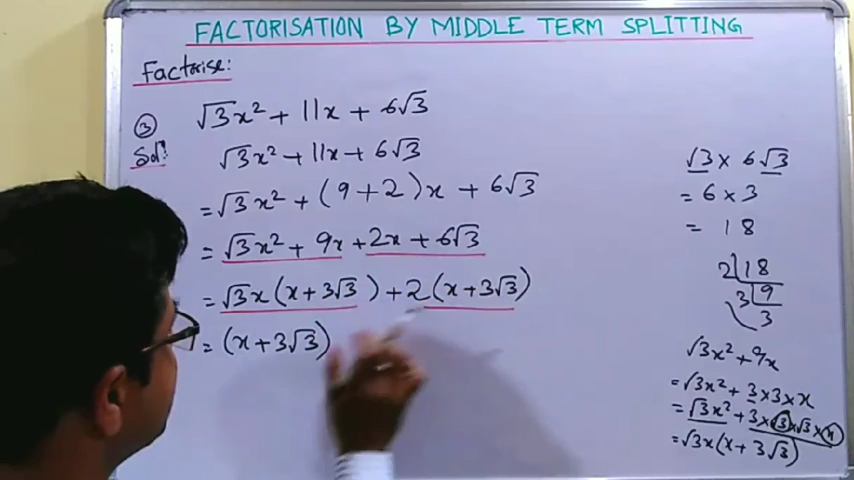 FACTORISATION BY MIDDLE TERM SPLITTING
Factorise:
③ √3x² + 11x + 6√3
Sol: √3x² + 11x + 6√3
= √3x² + (9+2)x + 6√3
= √3x² + 9x + 2x + 6√3
= √3x(x+3√3) + 2(x+3√3)
= (x+3√3)
√3 × 6√3
= 6 × 3
= 18
2|18
3|9
3
√3x² + 9x
= √3x² + 3×3×x
= √3x² + 3×√3×√3×x
= √3x(x + 3√3)